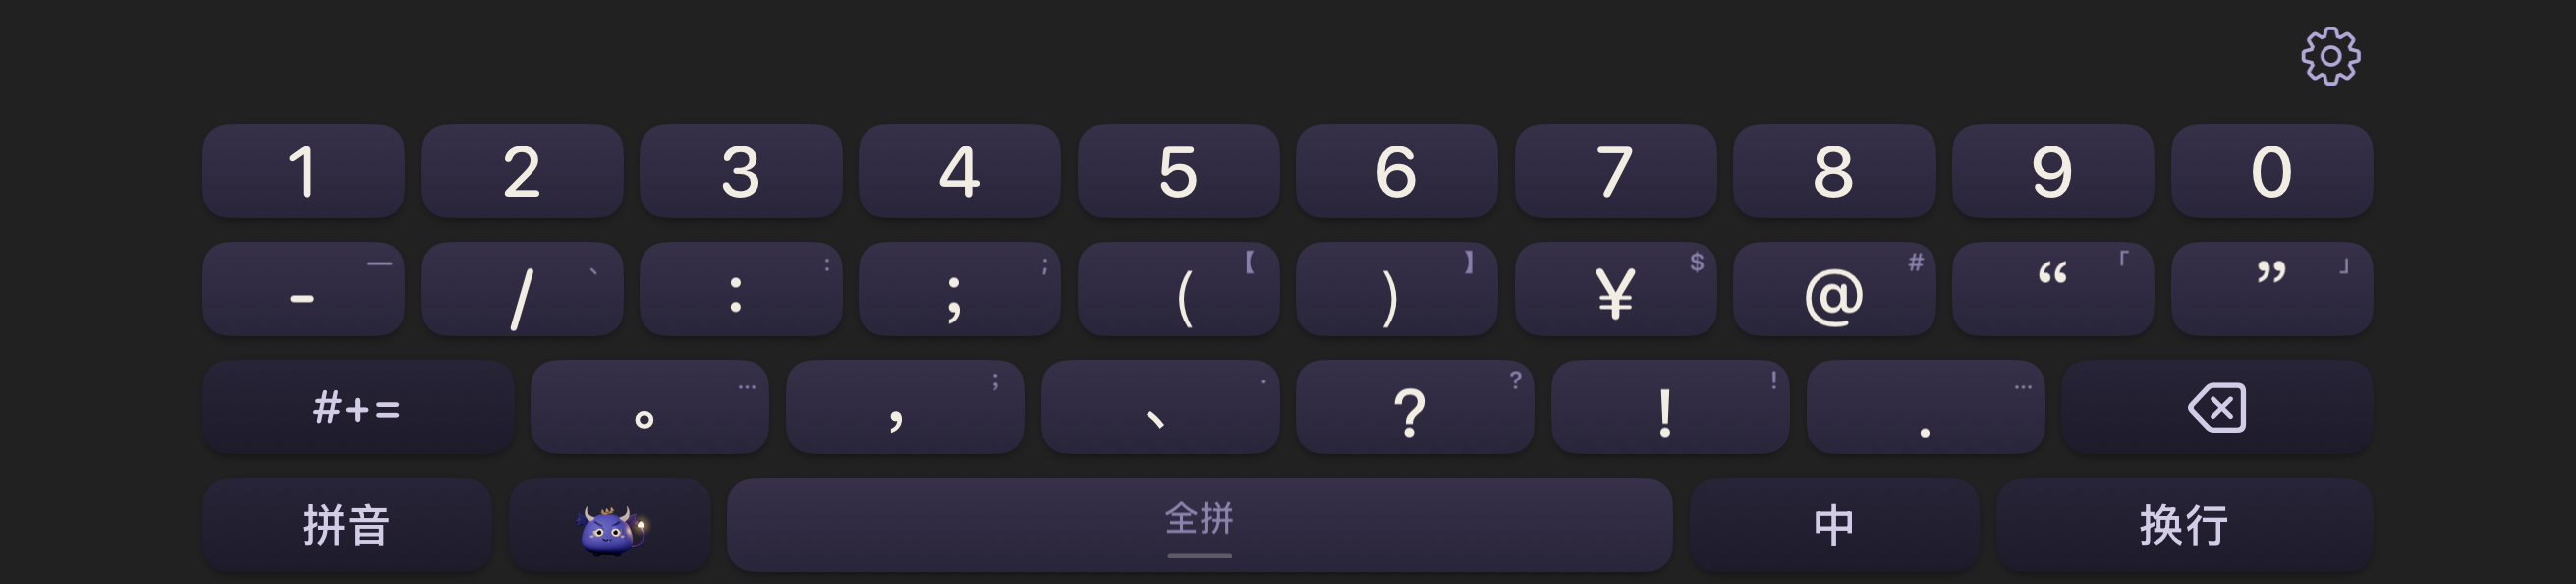 1 2 3 4 5 6 7 8 9 0
- — / 、 : : ; ; ( 【 ) 】 ¥ $ @ # “ 「 ” 」
#+= 。 … , ; 、 · ? ? ! ! . …
拼音 全拼 中 换行